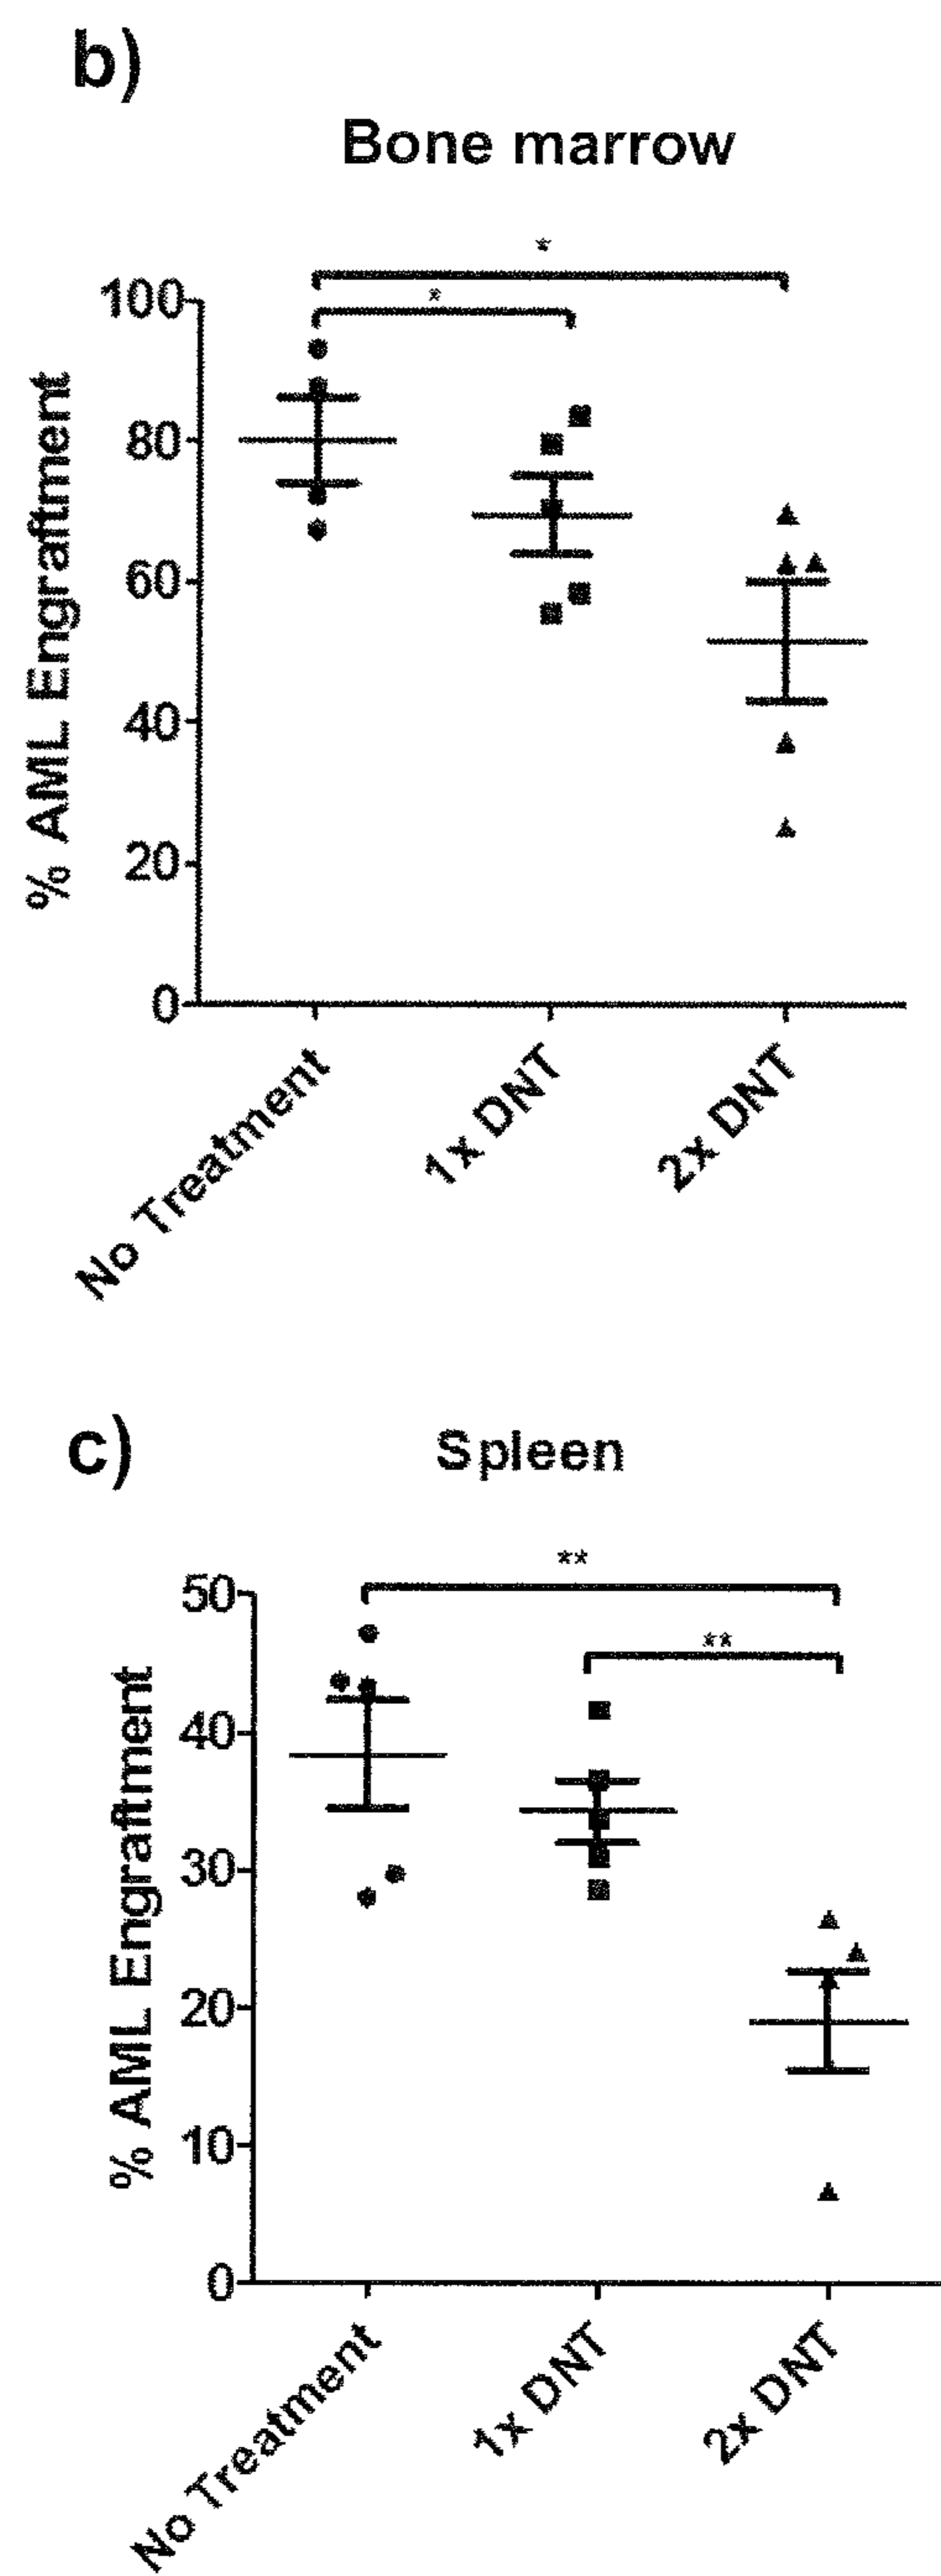 b)
Bone marrow
*
*
100
80
60
40
20
0
% AML Engraftment
No Treatment
1x DNT
2x DNT
c)
Spleen
**
**
50
40
30
20
10
0
% AML Engraftment
No Treatment
1x DNT
2x DNT